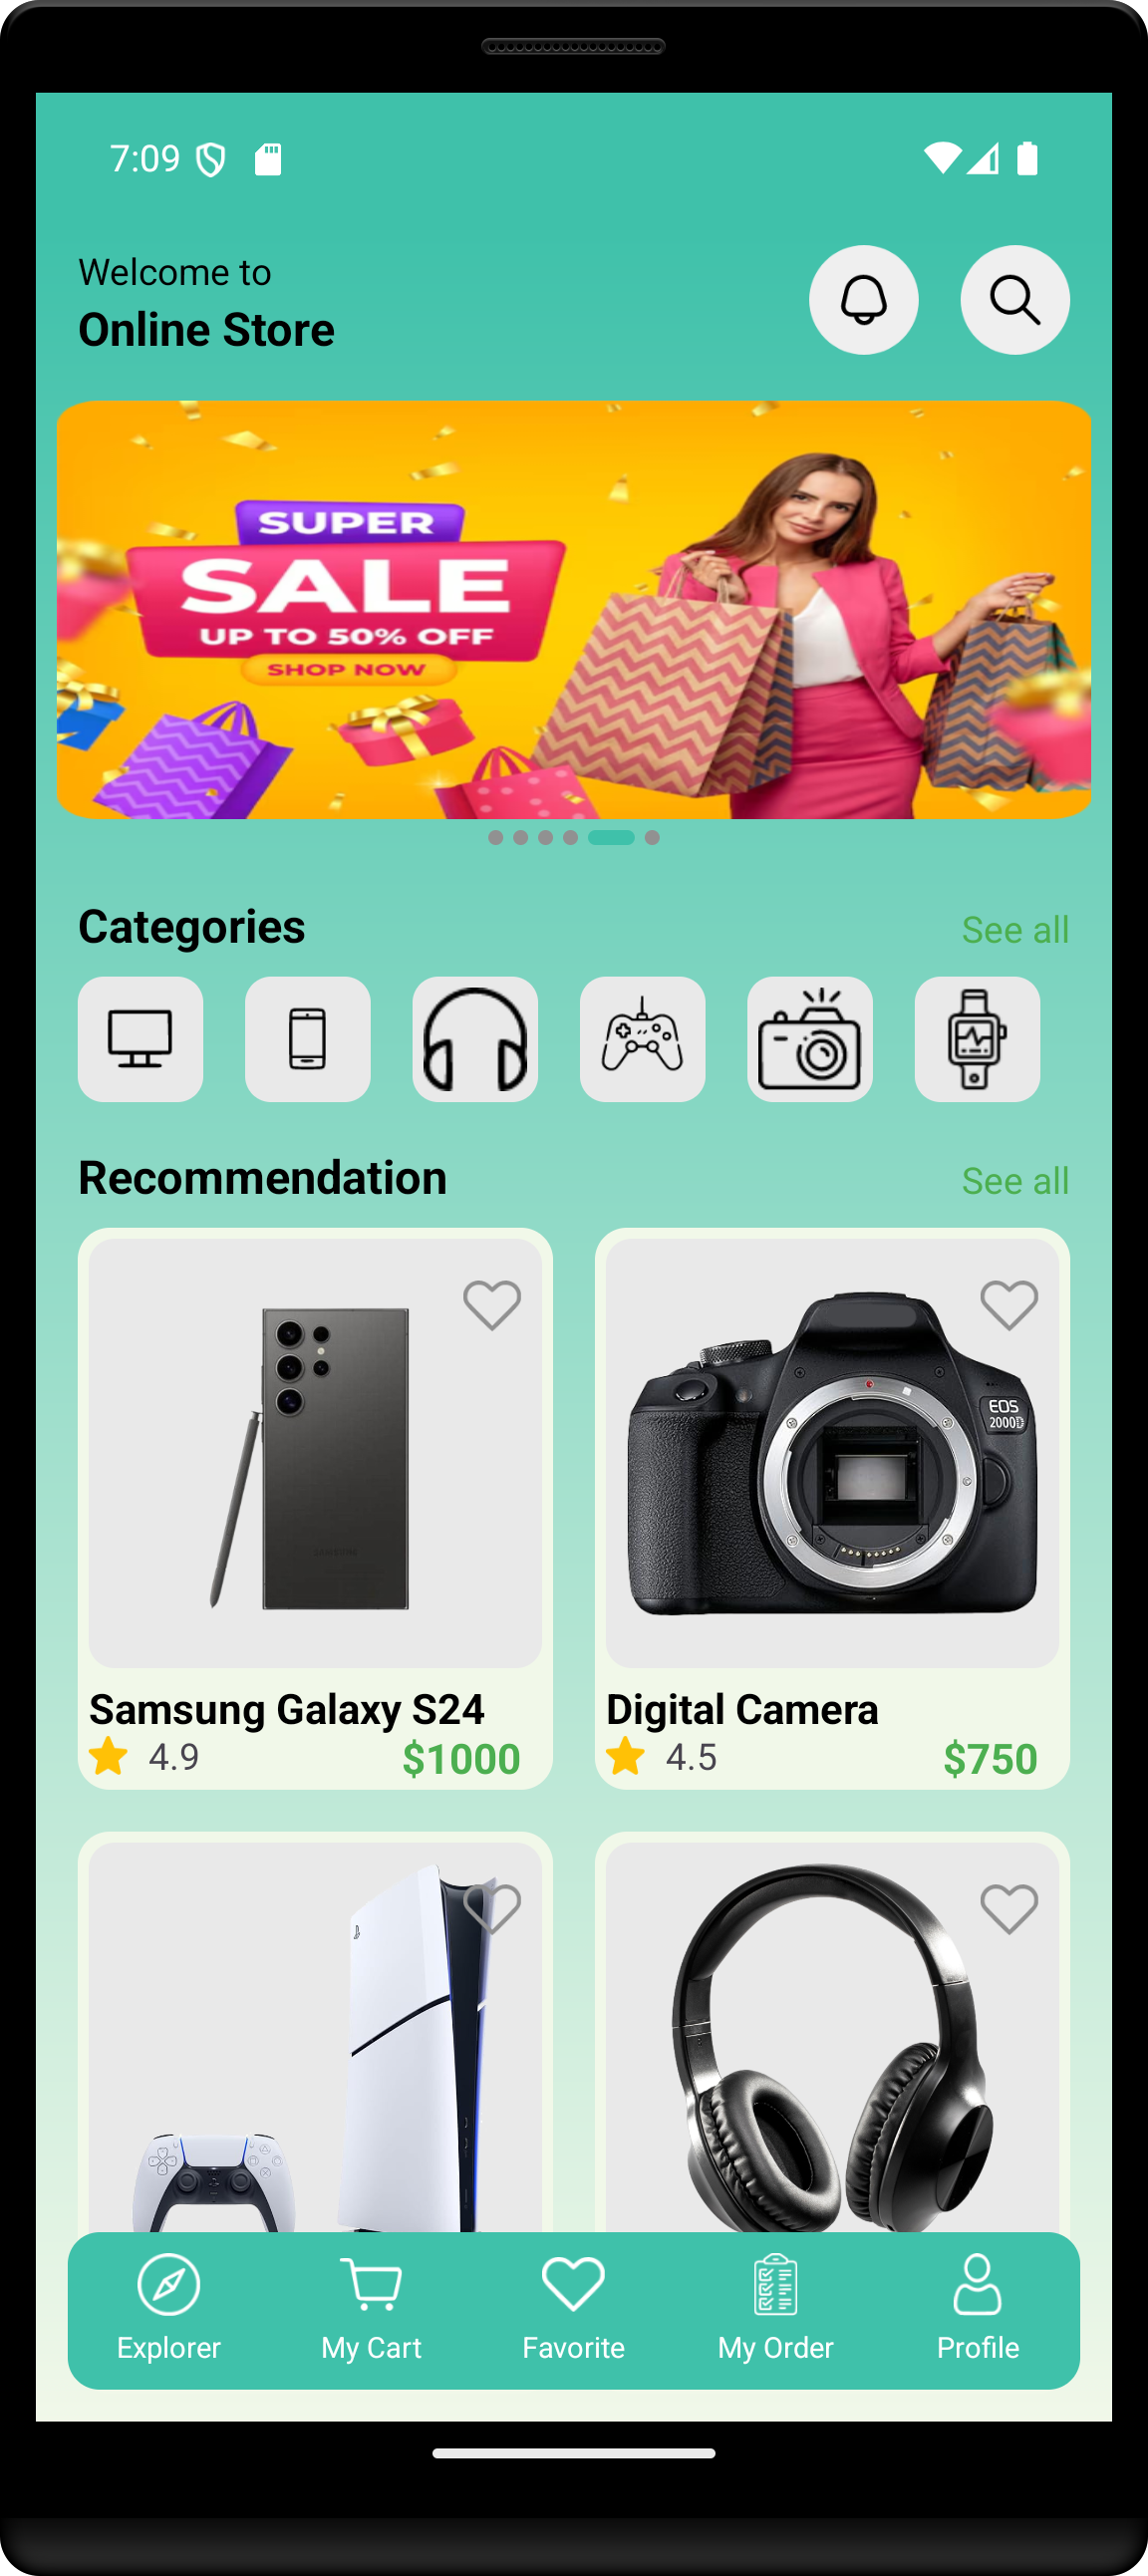 7:09
Welcome to
Online Store
SUPER
SALE
UP TO 50% OFF
SHOP NOW
Categories
See all
Recommendation
See all
EOS
2000D
SAMSUNG
Samsung Galaxy S24
4.9
$1000
Digital Camera
4.5
$750
Explorer
My Cart
Favorite
My Order
Profile